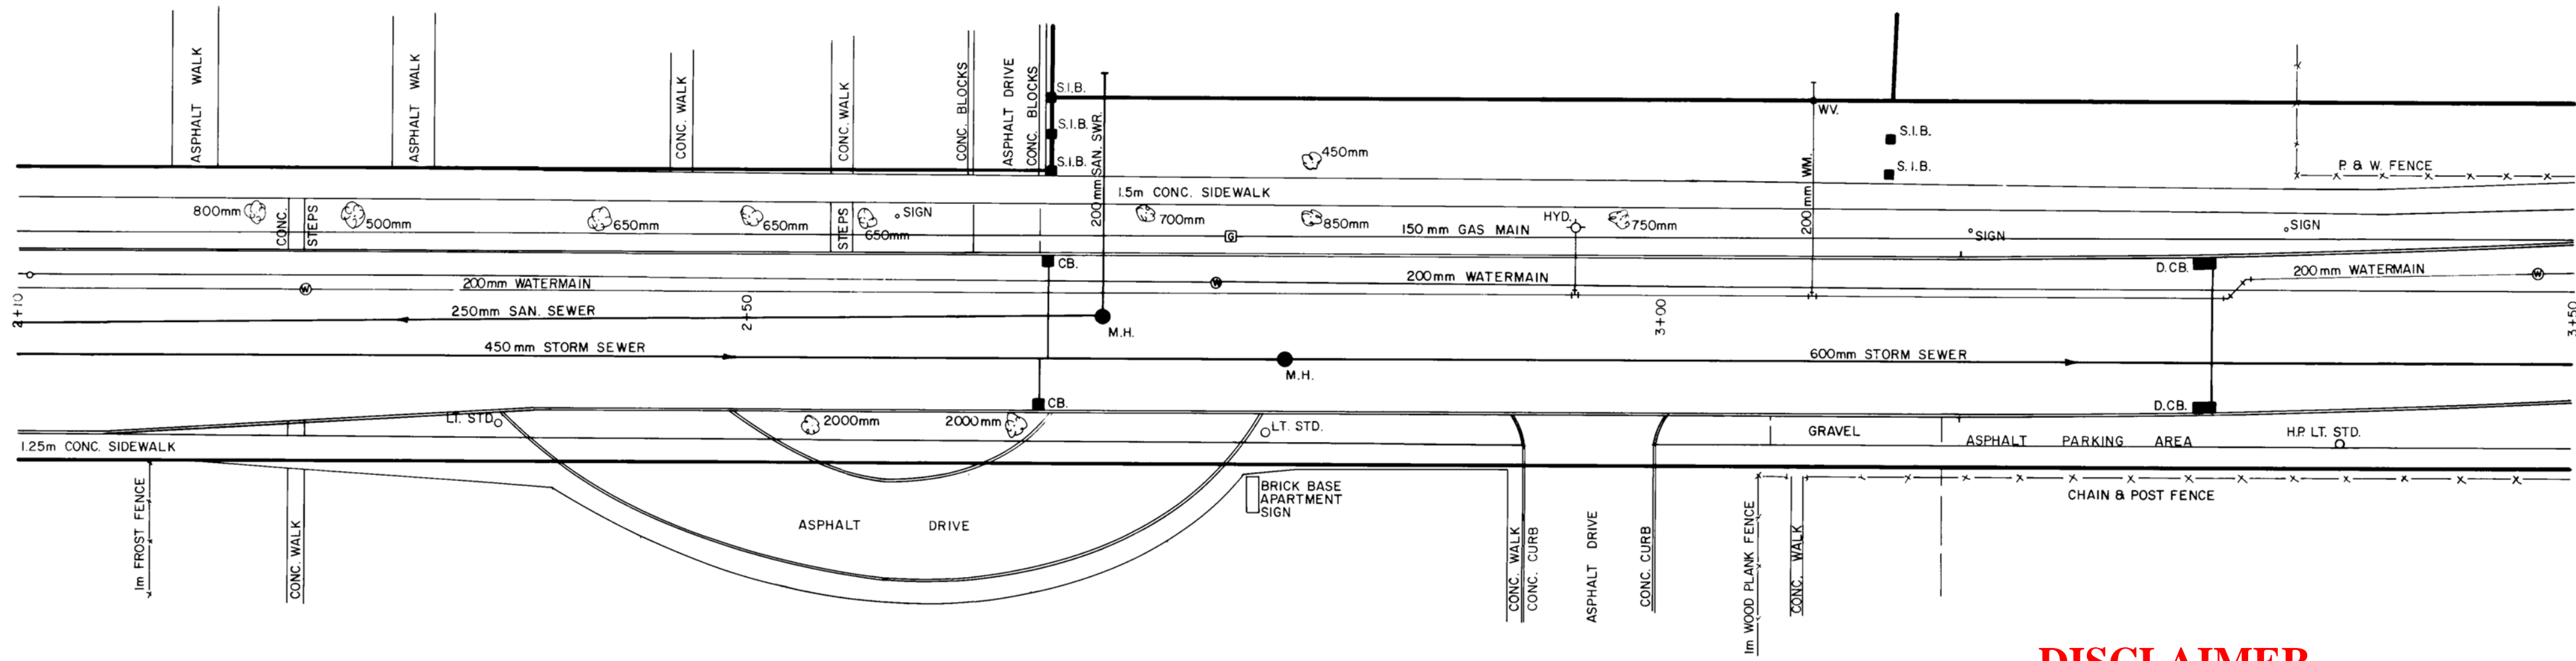 ASPHALT WALK
ASPHALT WALK
CONC. WALK
CONC. WALK
CONC. BLOCKS
ASPHALT DRIVE
CONC. BLOCKS
S.I.B.
S.I.B.
S.I.B.
200mm SAN. SWR.
450mm
WV.
200 mm WM.
S.I.B.
S.I.B.
P. & W. FENCE
1.5m CONC. SIDEWALK
800mm
CONC.
STEPS
500mm
650mm
650mm
STEPS
650mm
SIGN
700mm
850mm
150 mm GAS MAIN
G
HYD.
750mm
SIGN
SIGN
CB.
D.CB.
200mm WATERMAIN
W
W
200mm WATERMAIN
200mm WATERMAIN
W
2+10
2+50
3+00
3+50
250mm SAN. SEWER
M.H.
450 mm STORM SEWER
M.H.
600mm STORM SEWER
CB.
D.CB.
LT. STD.
2000mm
2000mm
LT. STD.
GRAVEL
ASPHALT PARKING AREA
H.P. LT. STD.
1.25m CONC. SIDEWALK
1m FROST FENCE
CONC. WALK
ASPHALT DRIVE
BRICK BASE
APARTMENT
SIGN
CONC. WALK
CONC. CURB
ASPHALT DRIVE
CONC. CURB
1m WOOD PLANK FENCE
CONC. WALK
CHAIN & POST FENCE
DISCLAIMER